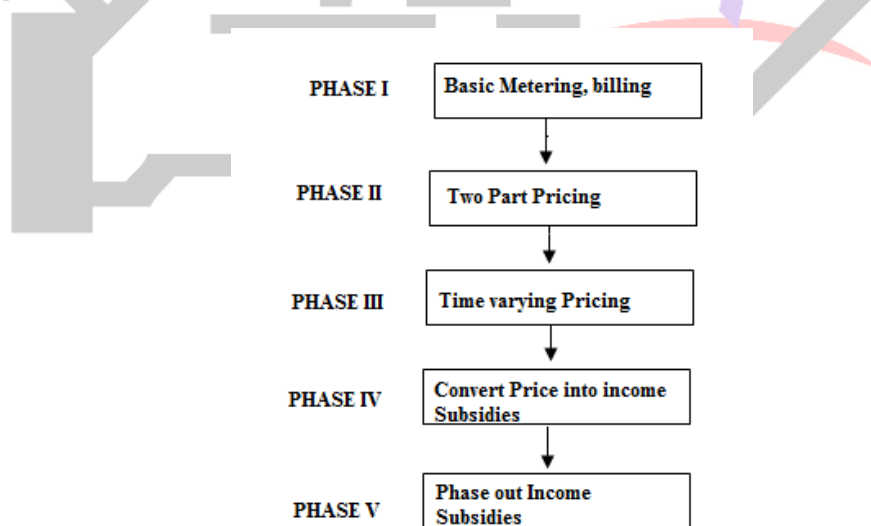 PHASE I
Basic Metering, billing
PHASE II
Two Part Pricing
PHASE III
Time varying Pricing
PHASE IV
Convert Price into income
Subsidies
PHASE V
Phase out Income
Subsidies